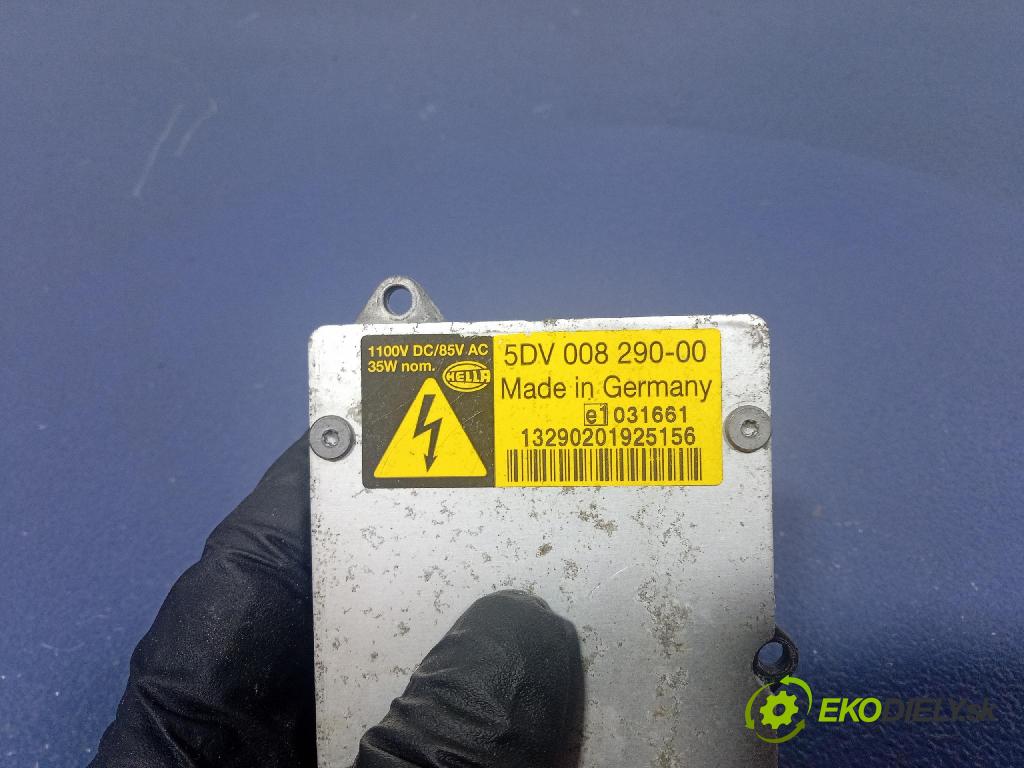 1100V DC/85V AC
35W nom.
HELLA
5DV 008 290-00
Made in Germany
e1 031661
13290201925156
EKODIELY.sk